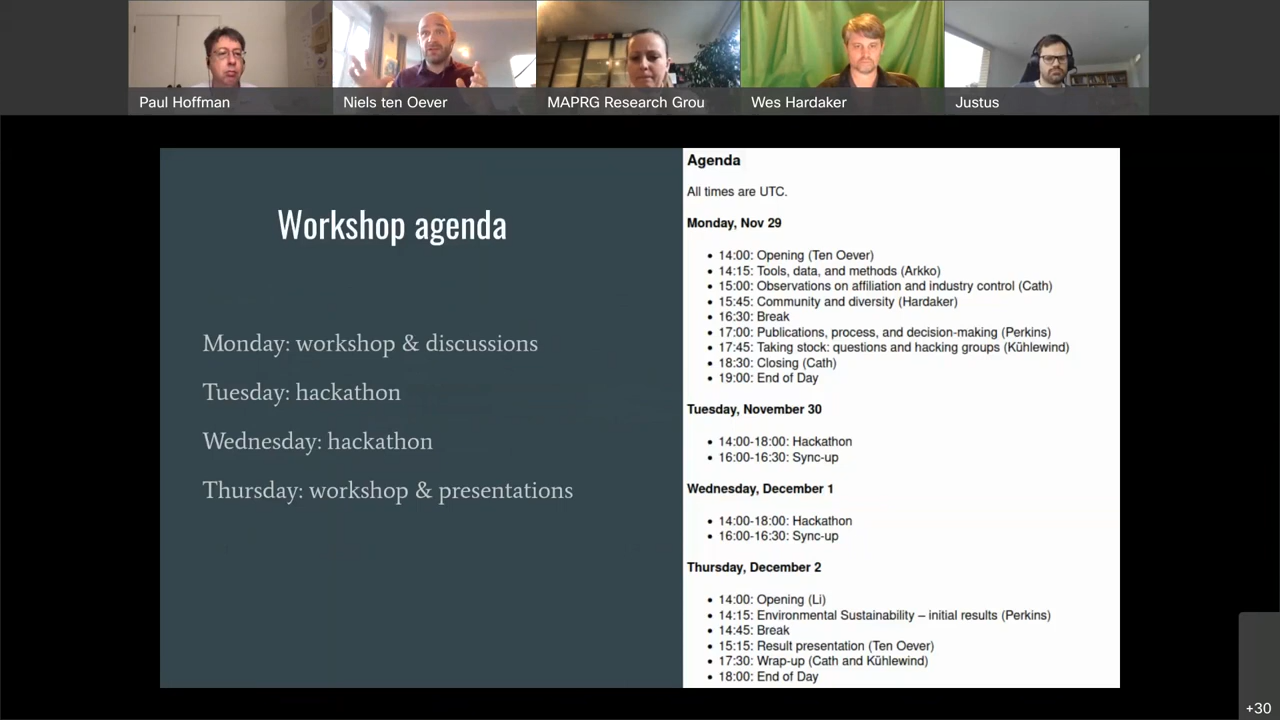 Paul Hoffman
Niels ten Oever
MAPRG Research Grou
Wes Hardaker
Justus
Workshop agenda
Monday: workshop & discussions
Tuesday: hackathon
Wednesday: hackathon
Thursday: workshop & presentations
Agenda
All times are UTC.
Monday, Nov 29
• 14:00: Opening (Ten Oever)
• 14:15: Tools, data, and methods (Arkko)
• 15:00: Observations on affiliation and industry control (Cath)
• 15:45: Community and diversity (Hardaker)
• 16:30: Break
• 17:00: Publications, process, and decision-making (Perkins)
• 17:45: Taking stock: questions and hacking groups (Kühlewind)
• 18:30: Closing (Cath)
• 19:00: End of Day
Tuesday, November 30
• 14:00-18:00: Hackathon
• 16:00-16:30: Sync-up
Wednesday, December 1
• 14:00-18:00: Hackathon
• 16:00-16:30: Sync-up
Thursday, December 2
• 14:00: Opening (Li)
• 14:15: Environmental Sustainability – initial results (Perkins)
• 14:45: Break
• 15:15: Result presentation (Ten Oever)
• 17:30: Wrap-up (Cath and Kühlewind)
• 18:00: End of Day
+30